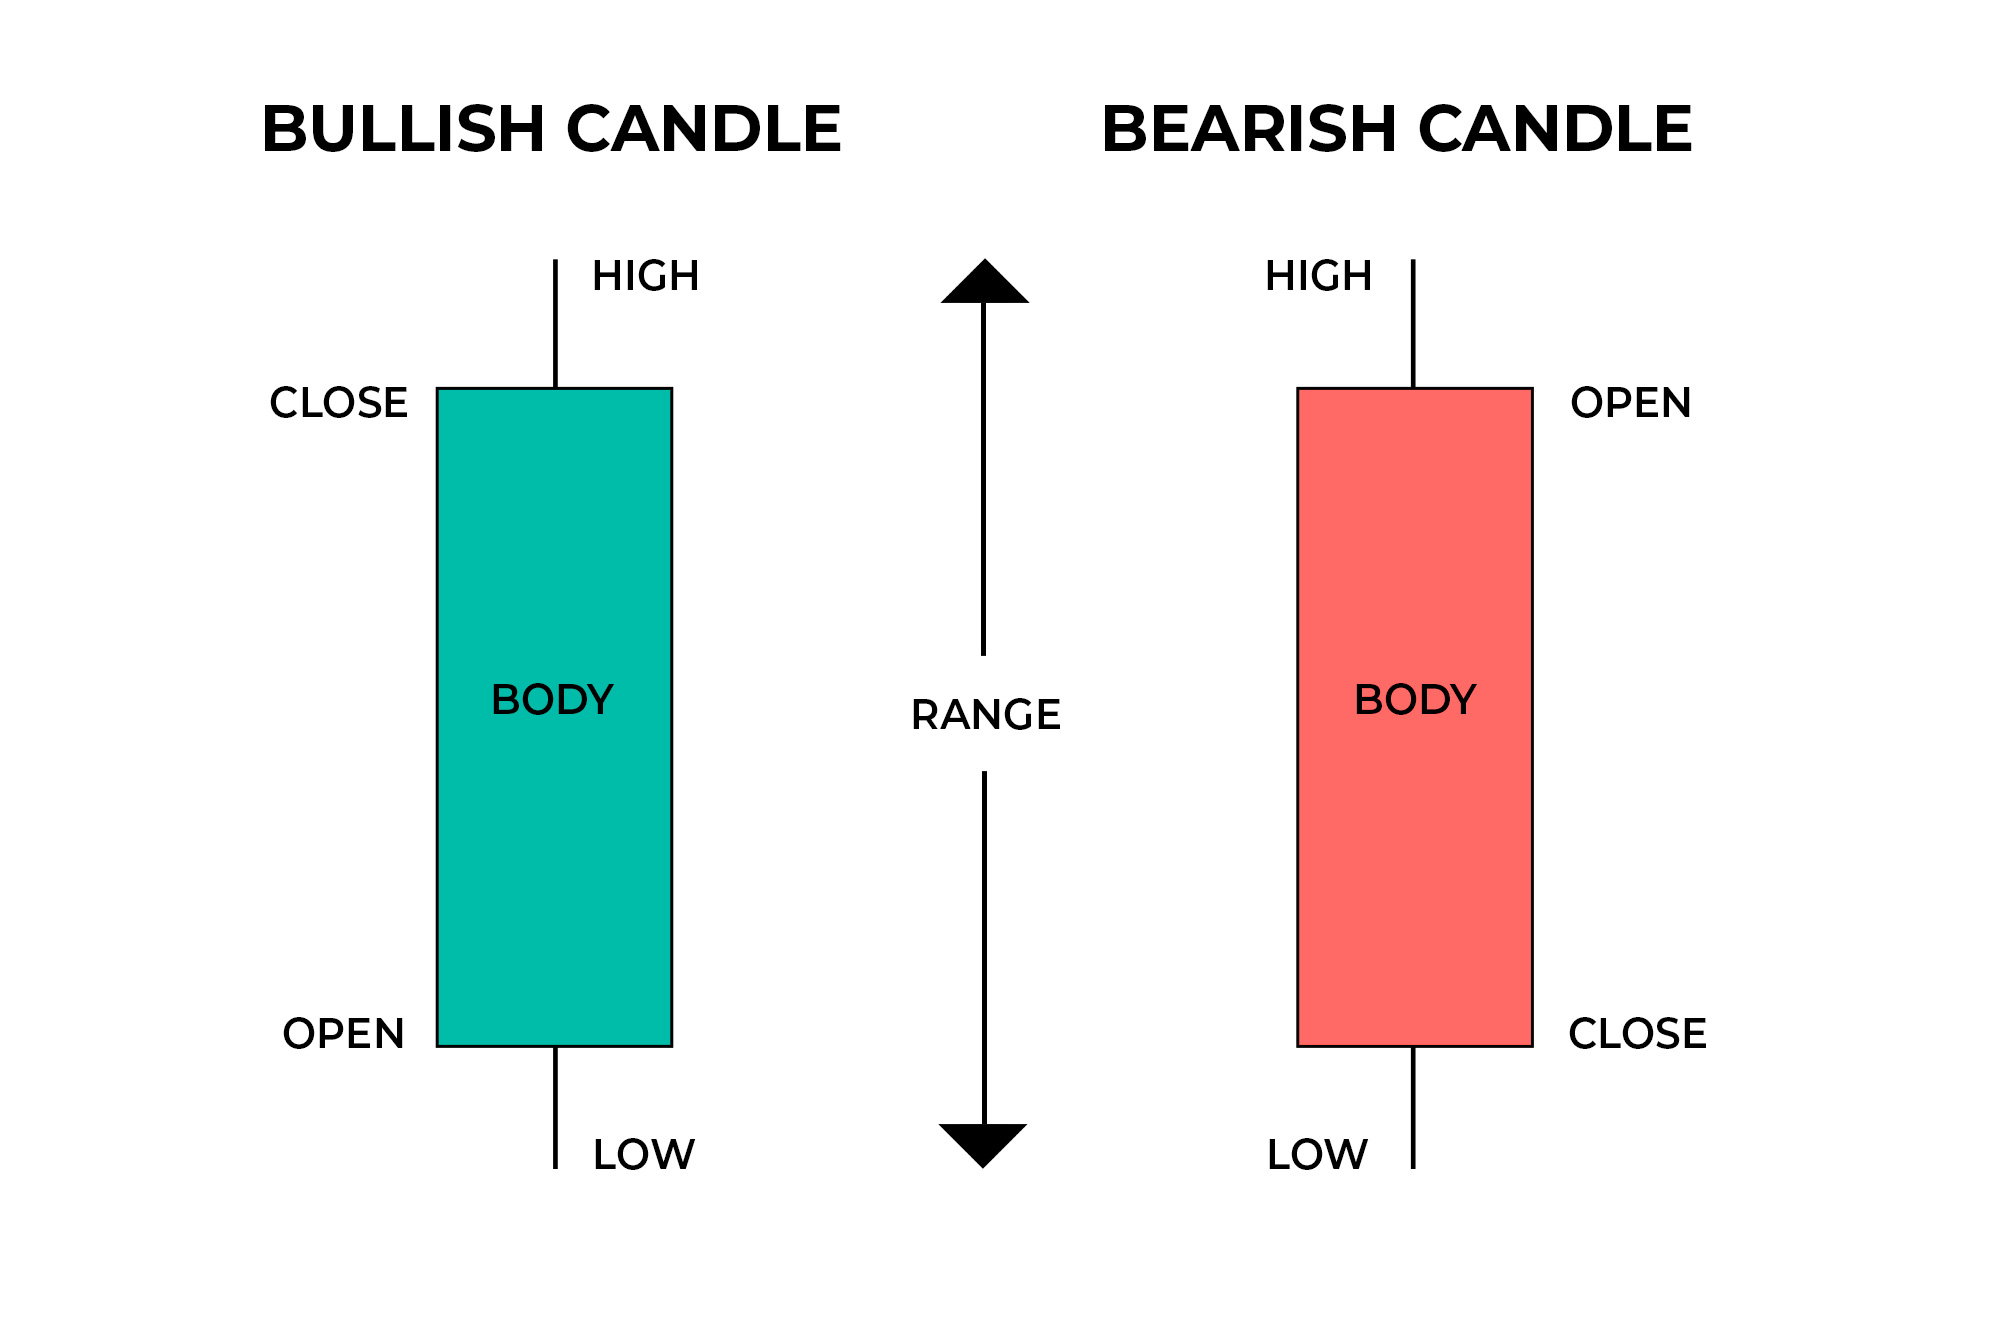 BULLISH CANDLE
BEARISH CANDLE
HIGH
CLOSE
BODY
OPEN
LOW
RANGE
HIGH
OPEN
BODY
CLOSE
LOW